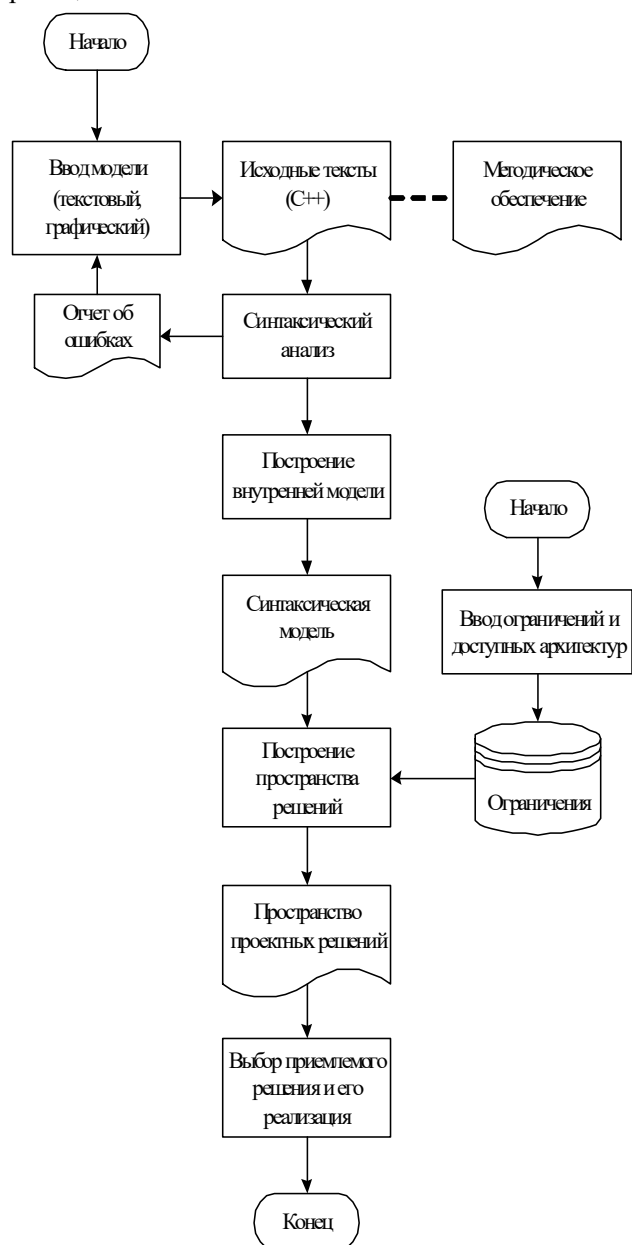 Начало
Ввод модели
(текстовый,
графический)
Исходные тексты
(C++)
Методическое
обеспечение
Отчет об
ошибках
Синтаксический
анализ
Построение
внутренней модели
Начало
Синтаксическая
модель
Ввод ограничений и
доступных архитектур
Построение
пространства
решений
Ограничения
Пространство
проектных решений
Выбор приемлемого
решения и его
реализация
Конец